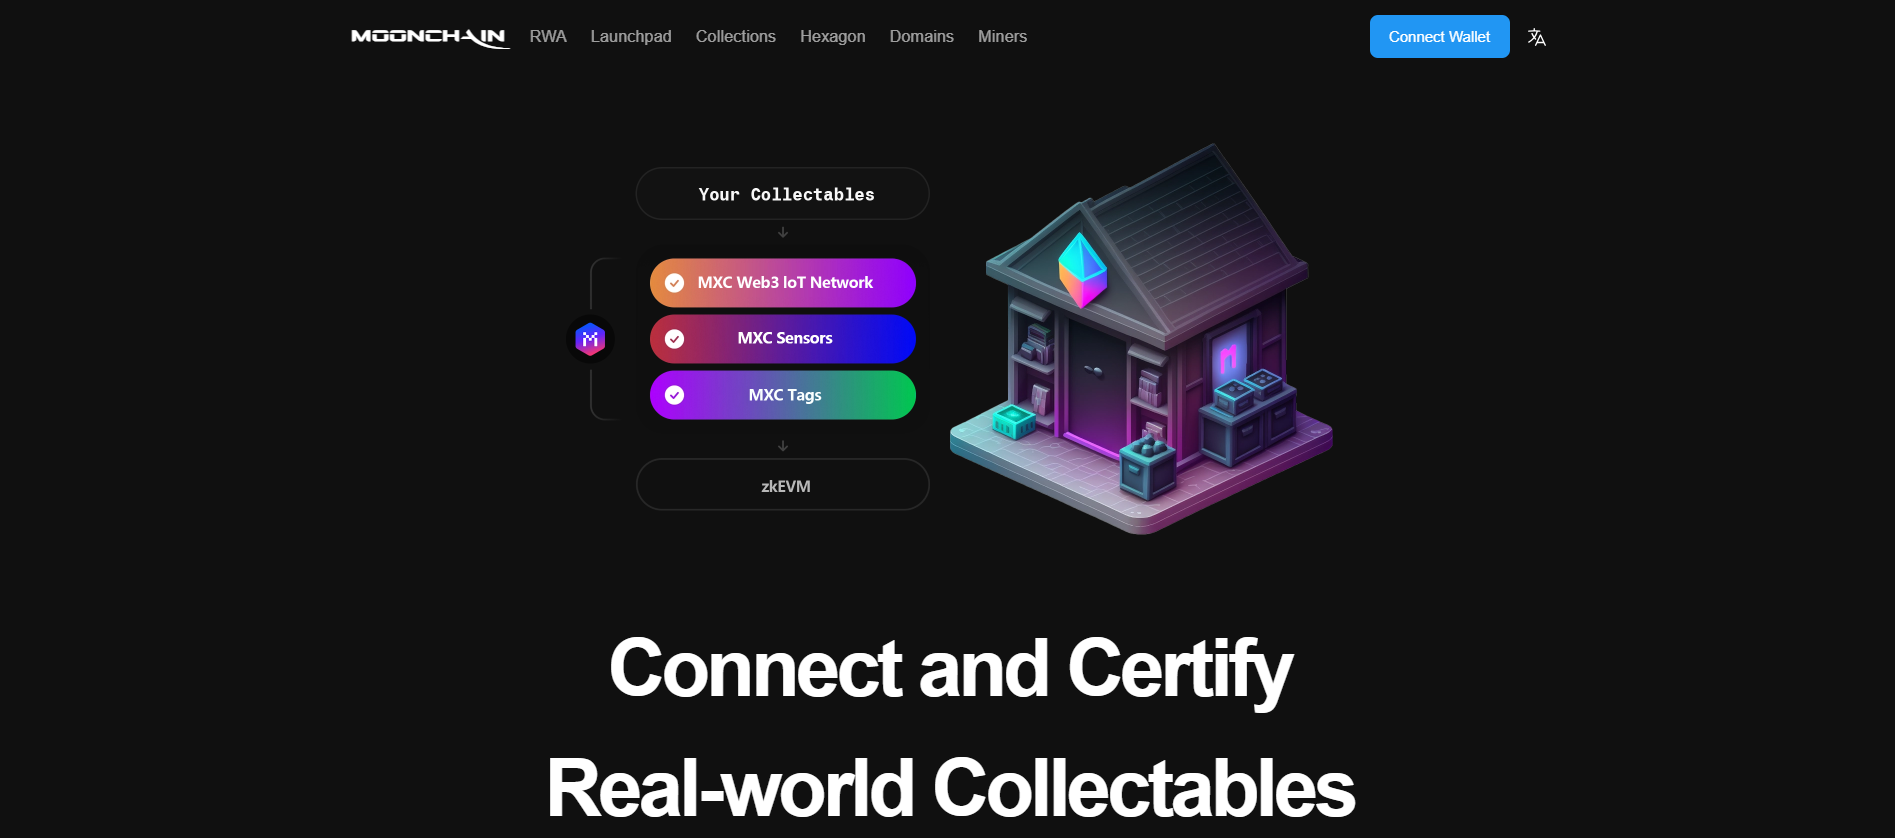 MOONCHAIN RWA Launchpad Collections Hexagon Domains Miners Connect Wallet
Your Collectables
MXC Web3 IoT Network
MXC Sensors
MXC Tags
zkEVM
Connect and Certify
Real-world Collectables